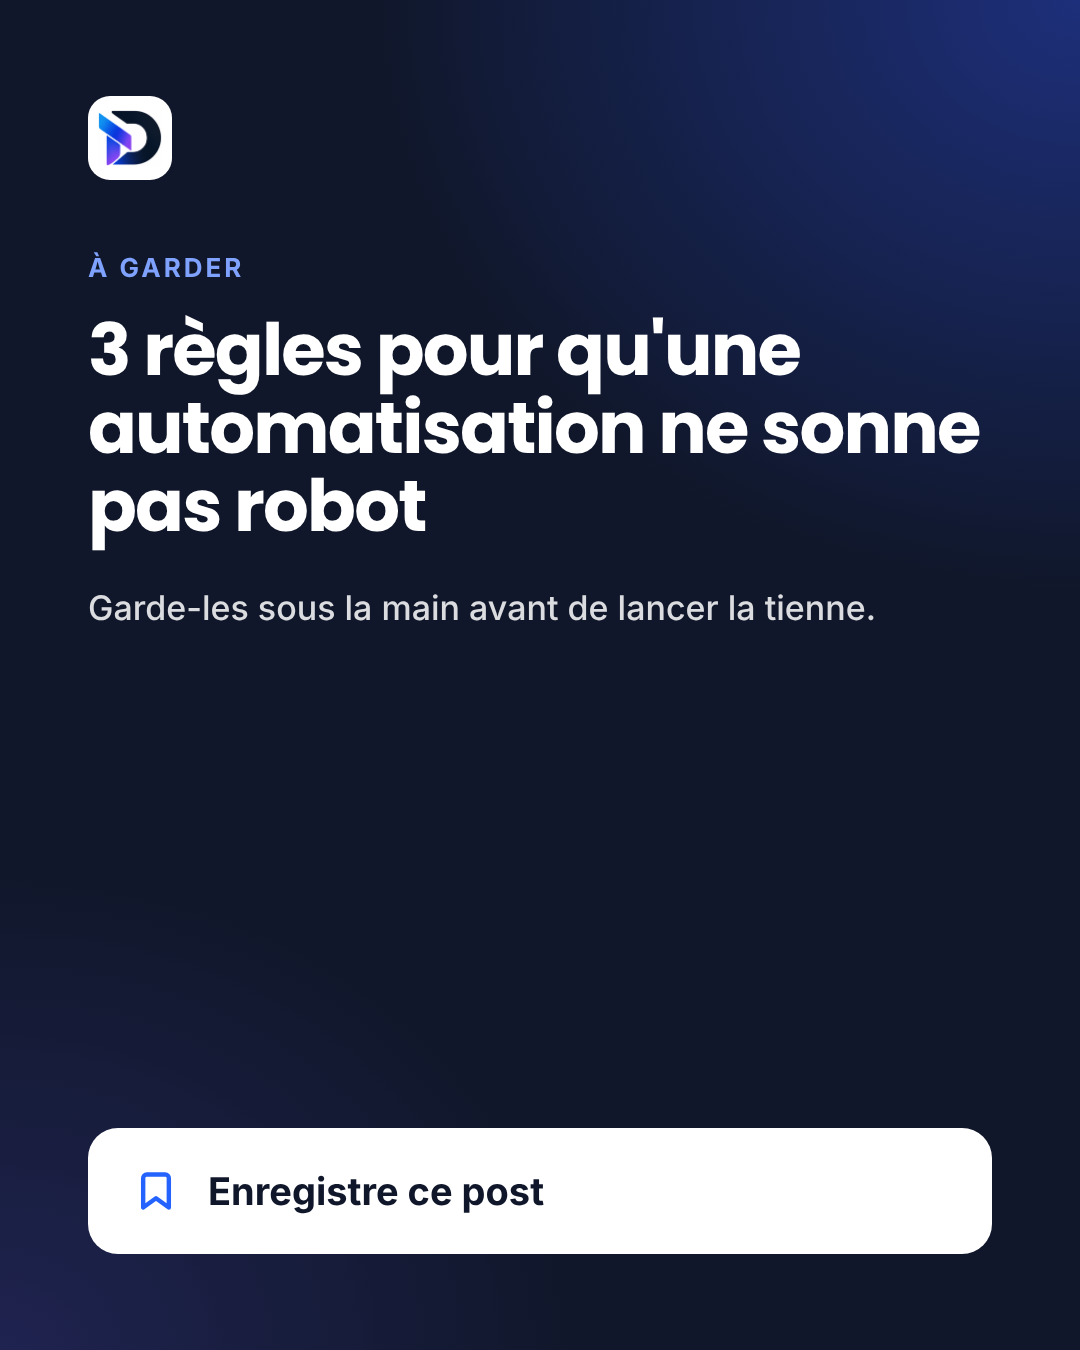 À GARDER
3 règles pour qu'une
automatisation ne sonne
pas robot
Garde-les sous la main avant de lancer la tienne.
Enregistre ce post